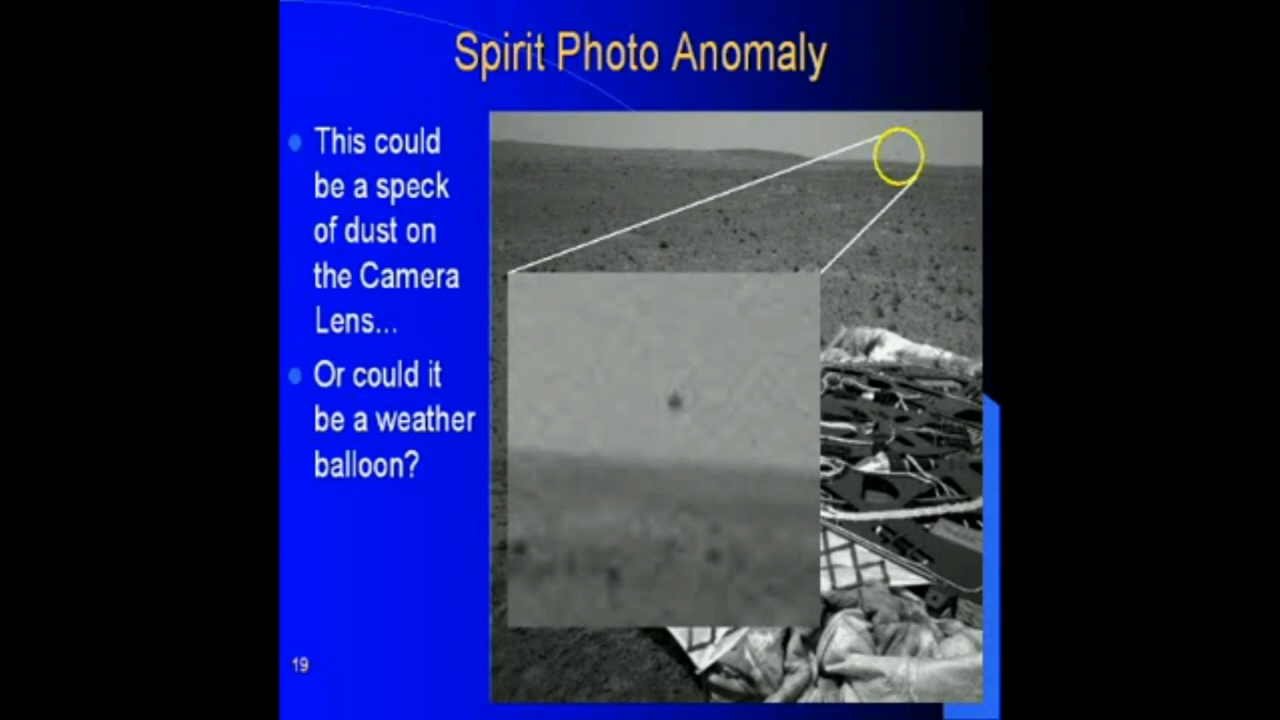 Spirit Photo Anomaly
This could
be a speck
of dust on
the Camera
Lens...
Or could it
be a weather
balloon?
19